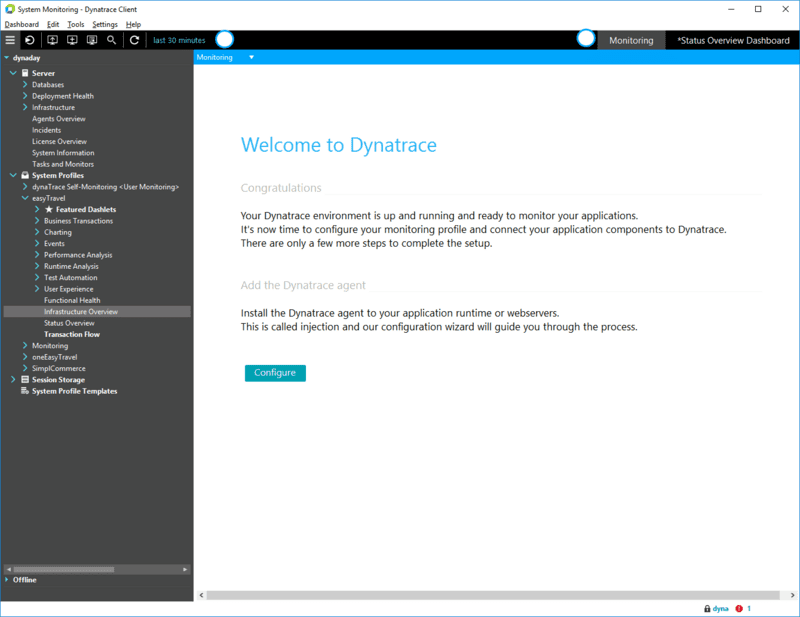 System Monitoring - Dynatrace Client
Dashboard Edit Tools Settings Help
last 30 minutes
Monitoring
*Status Overview Dashboard
dynaday
Monitoring
Server
Databases
Deployment Health
Infrastructure
Agents Overview
Incidents
License Overview
System Information
Tasks and Monitors
System Profiles
dynaTrace Self-Monitoring <User Monitoring>
easyTravel
Featured Dashlets
Business Transactions
Charting
Events
Performance Analysis
Runtime Analysis
Test Automation
User Experience
Functional Health
Infrastructure Overview
Status Overview
Transaction Flow
Monitoring
oneEasyTravel
SimplCommerce
Session Storage
System Profile Templates
Offline
Welcome to Dynatrace
Congratulations
Your Dynatrace environment is up and running and ready to monitor your applications.
It's now time to configure your monitoring profile and connect your application components to Dynatrace.
There are only a few more steps to complete the setup.
Add the Dynatrace agent
Install the Dynatrace agent to your application runtime or webservers.
This is called injection and our configuration wizard will guide you through the process.
Configure
dyna 1